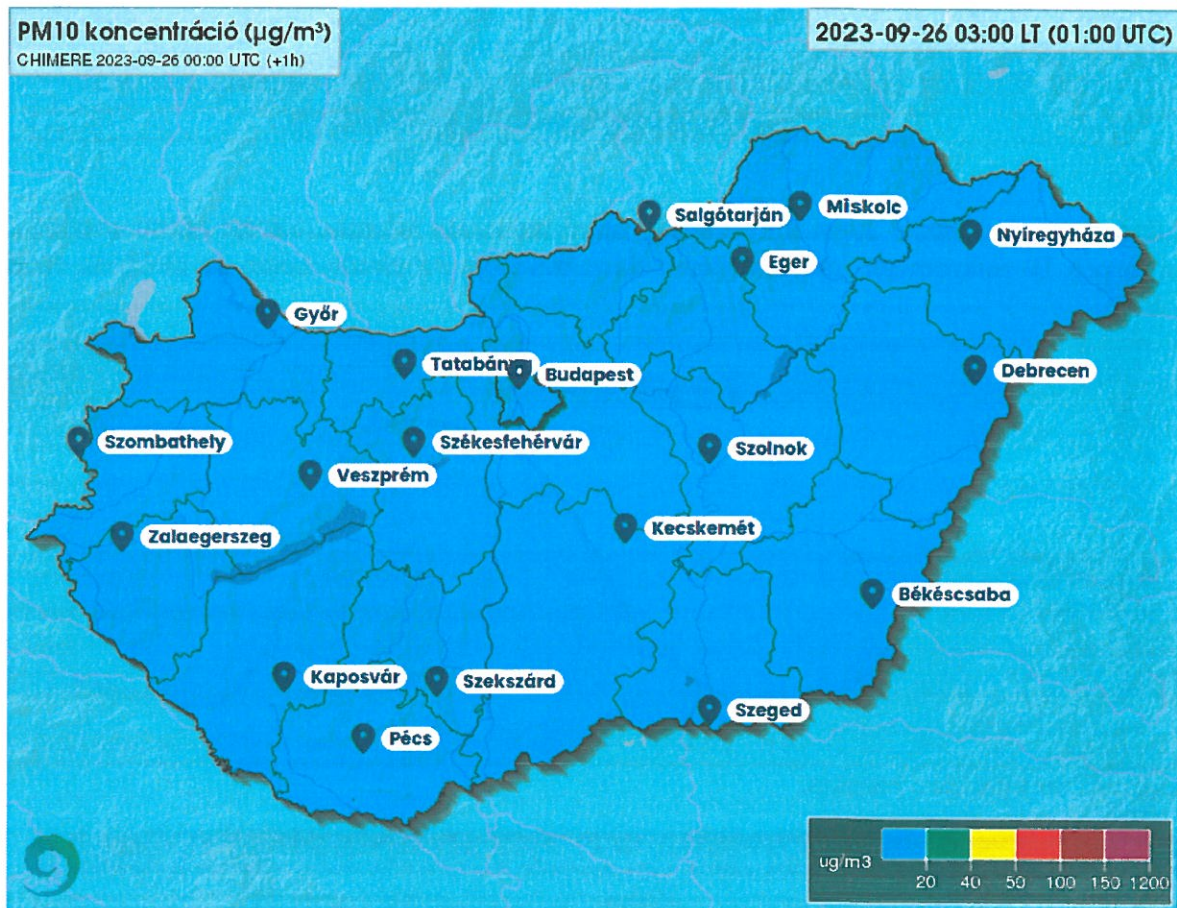 PM10 koncentráció (µg/m³)
CHIMERE 2023-09-26 00:00 UTC (+1h)
2023-09-26 03:00 LT (01:00 UTC)
Salgótarján
Miskolc
Nyíregyháza
Eger
Győr
Tatabánya
Budapest
Debrecen
Szombathely
Székesfehérvár
Szolnok
Veszprém
Zalaegerszeg
Kecskemét
Békéscsaba
Kaposvár
Szekszárd
Szeged
Pécs
ug/m3
20 40 50 100 150 1200